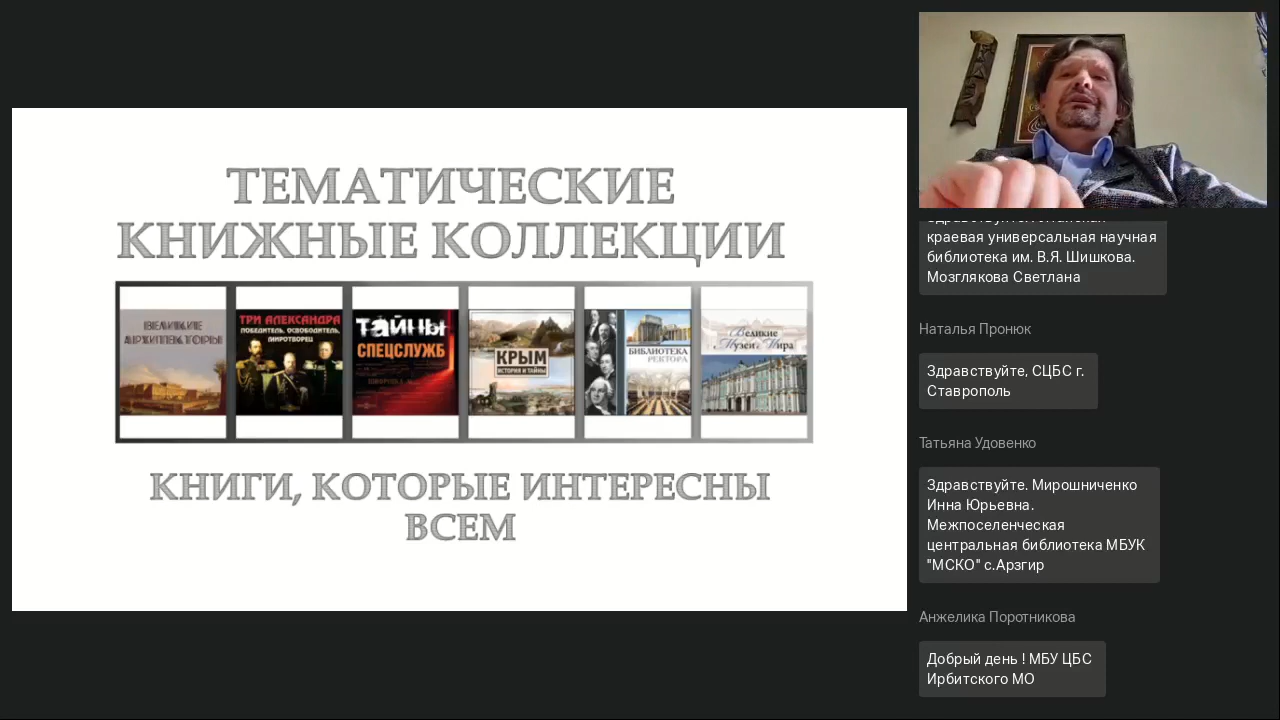 ТЕМАТИЧЕСКИЕ
КНИЖНЫЕ КОЛЛЕКЦИИ
ВЕЛИКИЕ
АРХИТЕКТОРЫ
ТРИ АЛЕКСАНДРА
ПОБЕДИТЕЛЬ, ОСВОБОДИТЕЛЬ,
МИРОТВОРЕЦ
ТАЙНЫ
СПЕЦСЛУЖБ
КРЫМ
ИСТОРИЯ И ТАЙНЫ
БИБЛИОТЕКА
РЕКТОРА
Великие
Музеи Мира
КНИГИ, КОТОРЫЕ ИНТЕРЕСНЫ
ВСЕМ
краевая универсальная научная
библиотека им. В.Я. Шишкова.
Мозглякова Светлана
Наталья Пронюк
Здравствуйте, СЦБС г.
Ставрополь
Татьяна Удовенко
Здравствуйте. Мирошниченко
Инна Юрьевна.
Межпоселенческая
центральная библиотека МБУК
"МСКО" с.Арзгир
Анжелика Поротникова
Добрый день ! МБУ ЦБС
Ирбитского МО